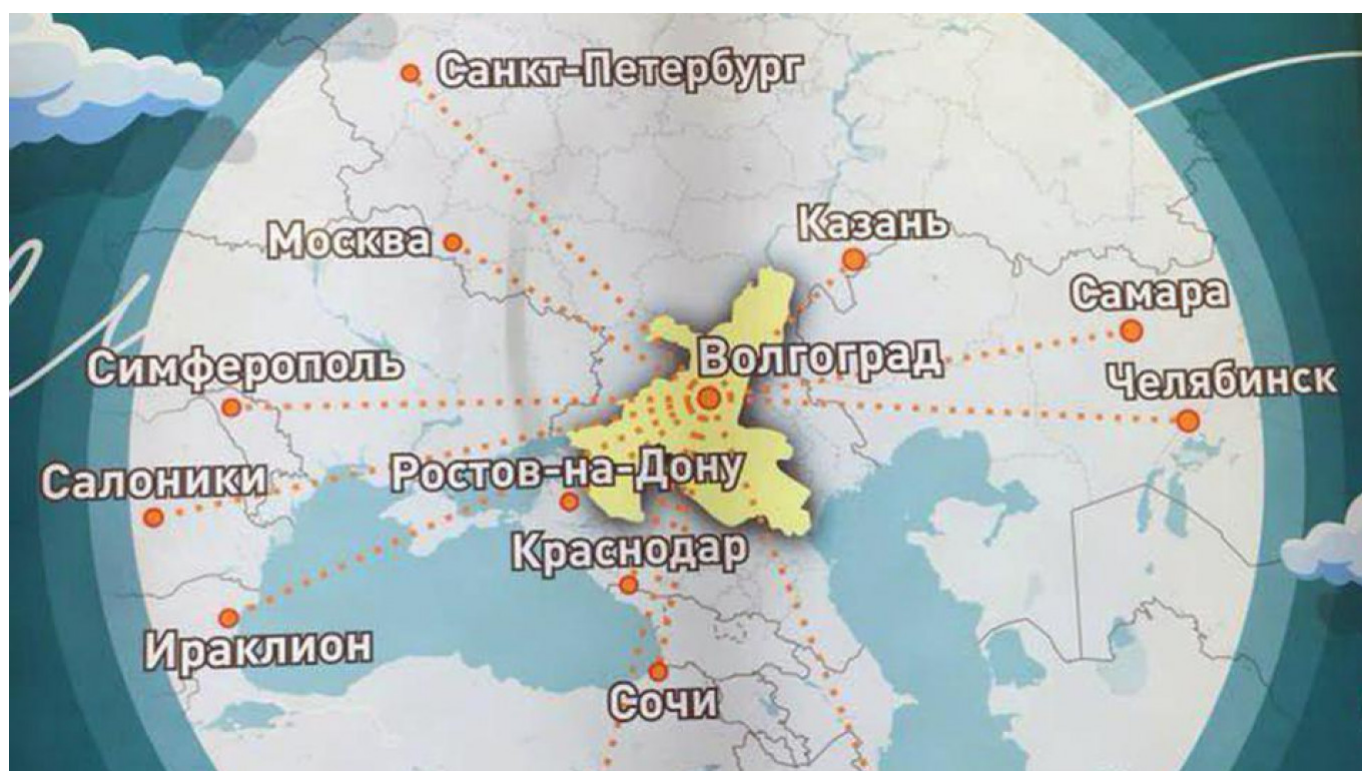 Санкт-Петербург
Казань
Москва
Самара
Волгоград
Симферополь
Челябинск
Салоники
Ростов-на-Дону
Краснодар
Ираклион
Сочи